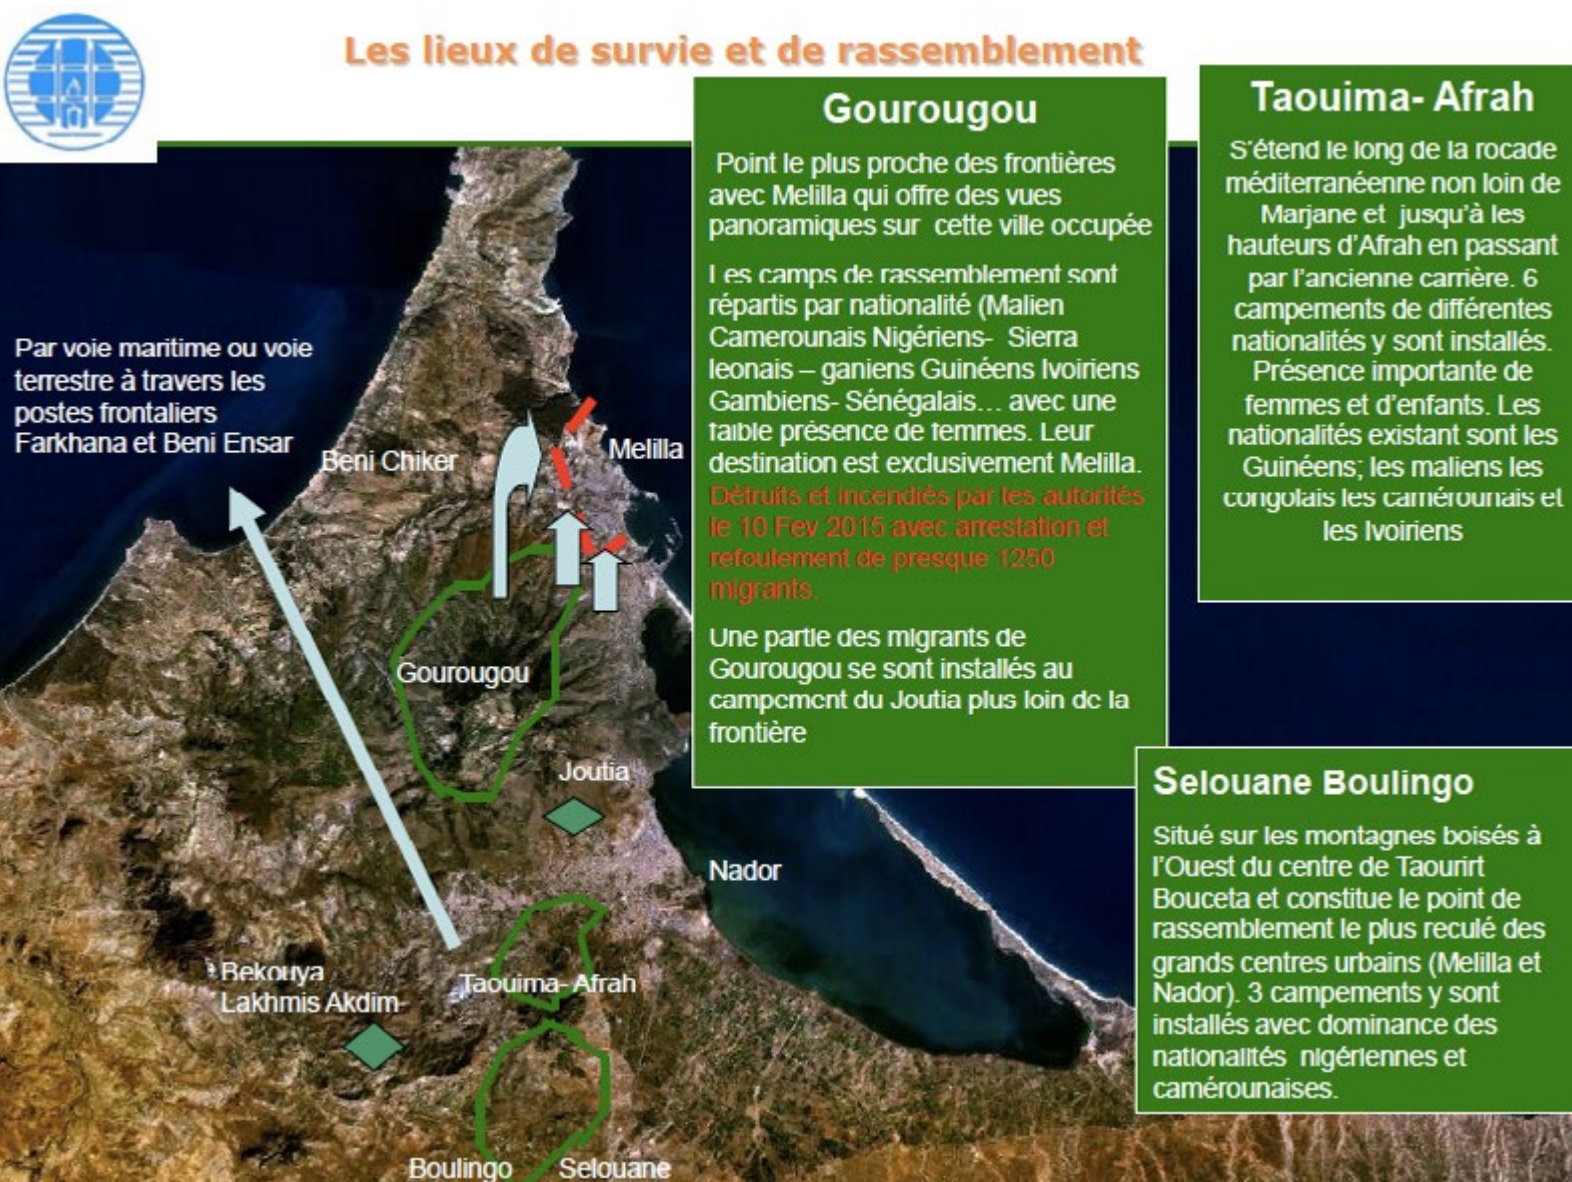 Les lieux de survie et de rassemblement
Gourougou
Point le plus proche des frontières
avec Melilla qui offre des vues
panoramiques sur cette ville occupée
Les camps de rassemblement sont
répartis par nationalité (Malien
Camerounais Nigériens- Sierra
leonais – ganiens Guinéens Ivoiriens
Gambiens- Sénégalais… avec une
faible présence de femmes. Leur
destination est exclusivement Melilla.
Détruits et incendiés par les autorités
le 10 Fev 2015 avec arrestation et
refoulement de presque 1250
migrants.
Une partie des migrants de
Gourougou se sont installés au
campement du Joutia plus loin de la
frontière
Taouima- Afrah
S'étend le long de la rocade
méditerranéenne non loin de
Marjane et jusqu'à les
hauteurs d'Afrah en passant
par l'ancienne carrière. 6
campements de différentes
nationalités y sont installés.
Présence importante de
femmes et d'enfants. Les
nationalités existant sont les
Guinéens; les maliens les
congolais les camérounais et
les Ivoiriens
Selouane Boulingo
Situé sur les montagnes boisés à
l'Ouest du centre de Taourirt
Bouceta et constitue le point de
rassemblement le plus reculé des
grands centres urbains (Melilla et
Nador). 3 campements y sont
installés avec dominance des
nationalités nigériennes et
camérounaises.
Par voie maritime ou voie
terrestre à travers les
postes frontaliers
Farkhana et Beni Ensar
Beni Chiker
Melilla
Gourougou
Joutia
Nador
Bekouya
Lakhmis Akdim
Taouima- Afrah
Boulingo
Selouane